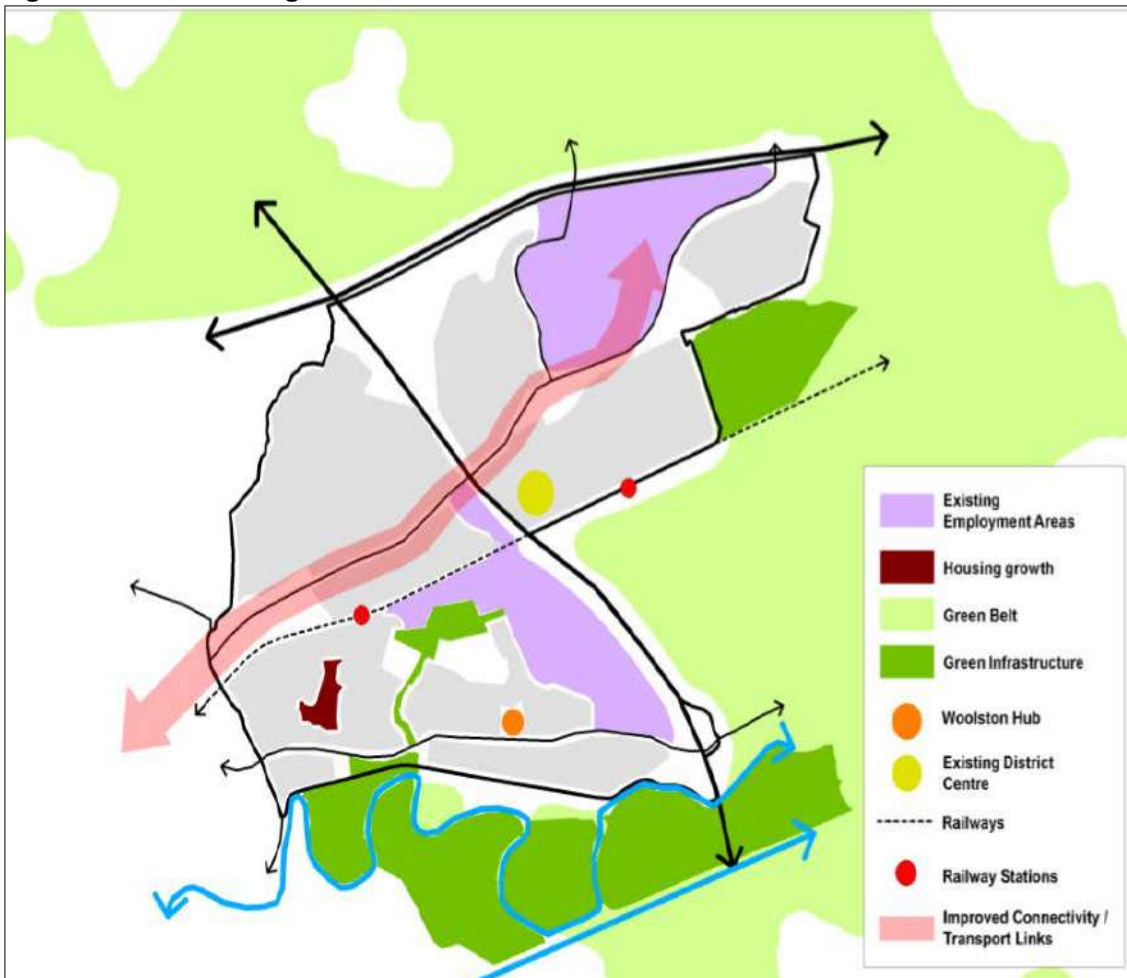 Existing
Employment Areas
Housing growth
Green Belt
Green Infrastructure
Woolston Hub
Existing District
Centre
Railways
Railway Stations
Improved Connectivity /
Transport Links